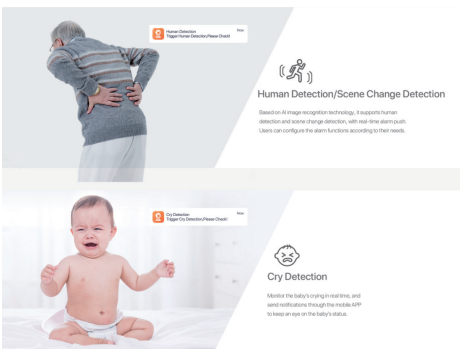 Human Detection
Now
Trigger Human Detection,Please Check!
Human Detection/Scene Change Detection
Based on AI image recognition technology, it supports human
detection and scene change detection, with real-time alarm push.
Users can configure the alarm functions according to their needs.
Cry Detection
Now
Trigger Cry Detection,Please Check!
Cry Detection
Monitor the baby's crying in real time, and
send notifications through the mobile APP
to keep an eye on the baby's status.